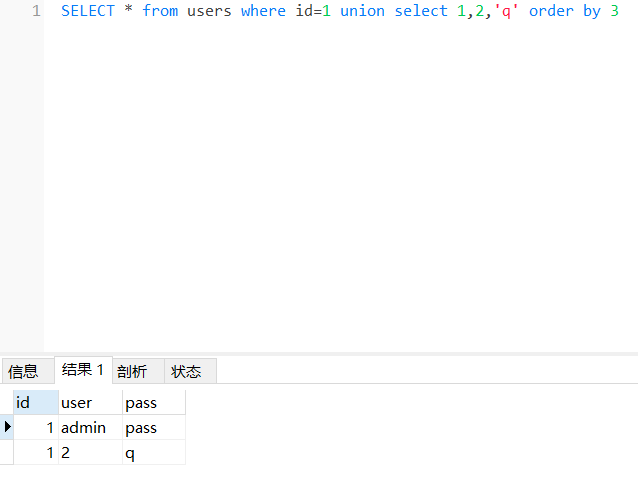 1 SELECT * from users where id=1 union select 1,2,'q' order by 3
信息 结果 1 剖析 状态
id user pass
1 admin pass
1 2 q